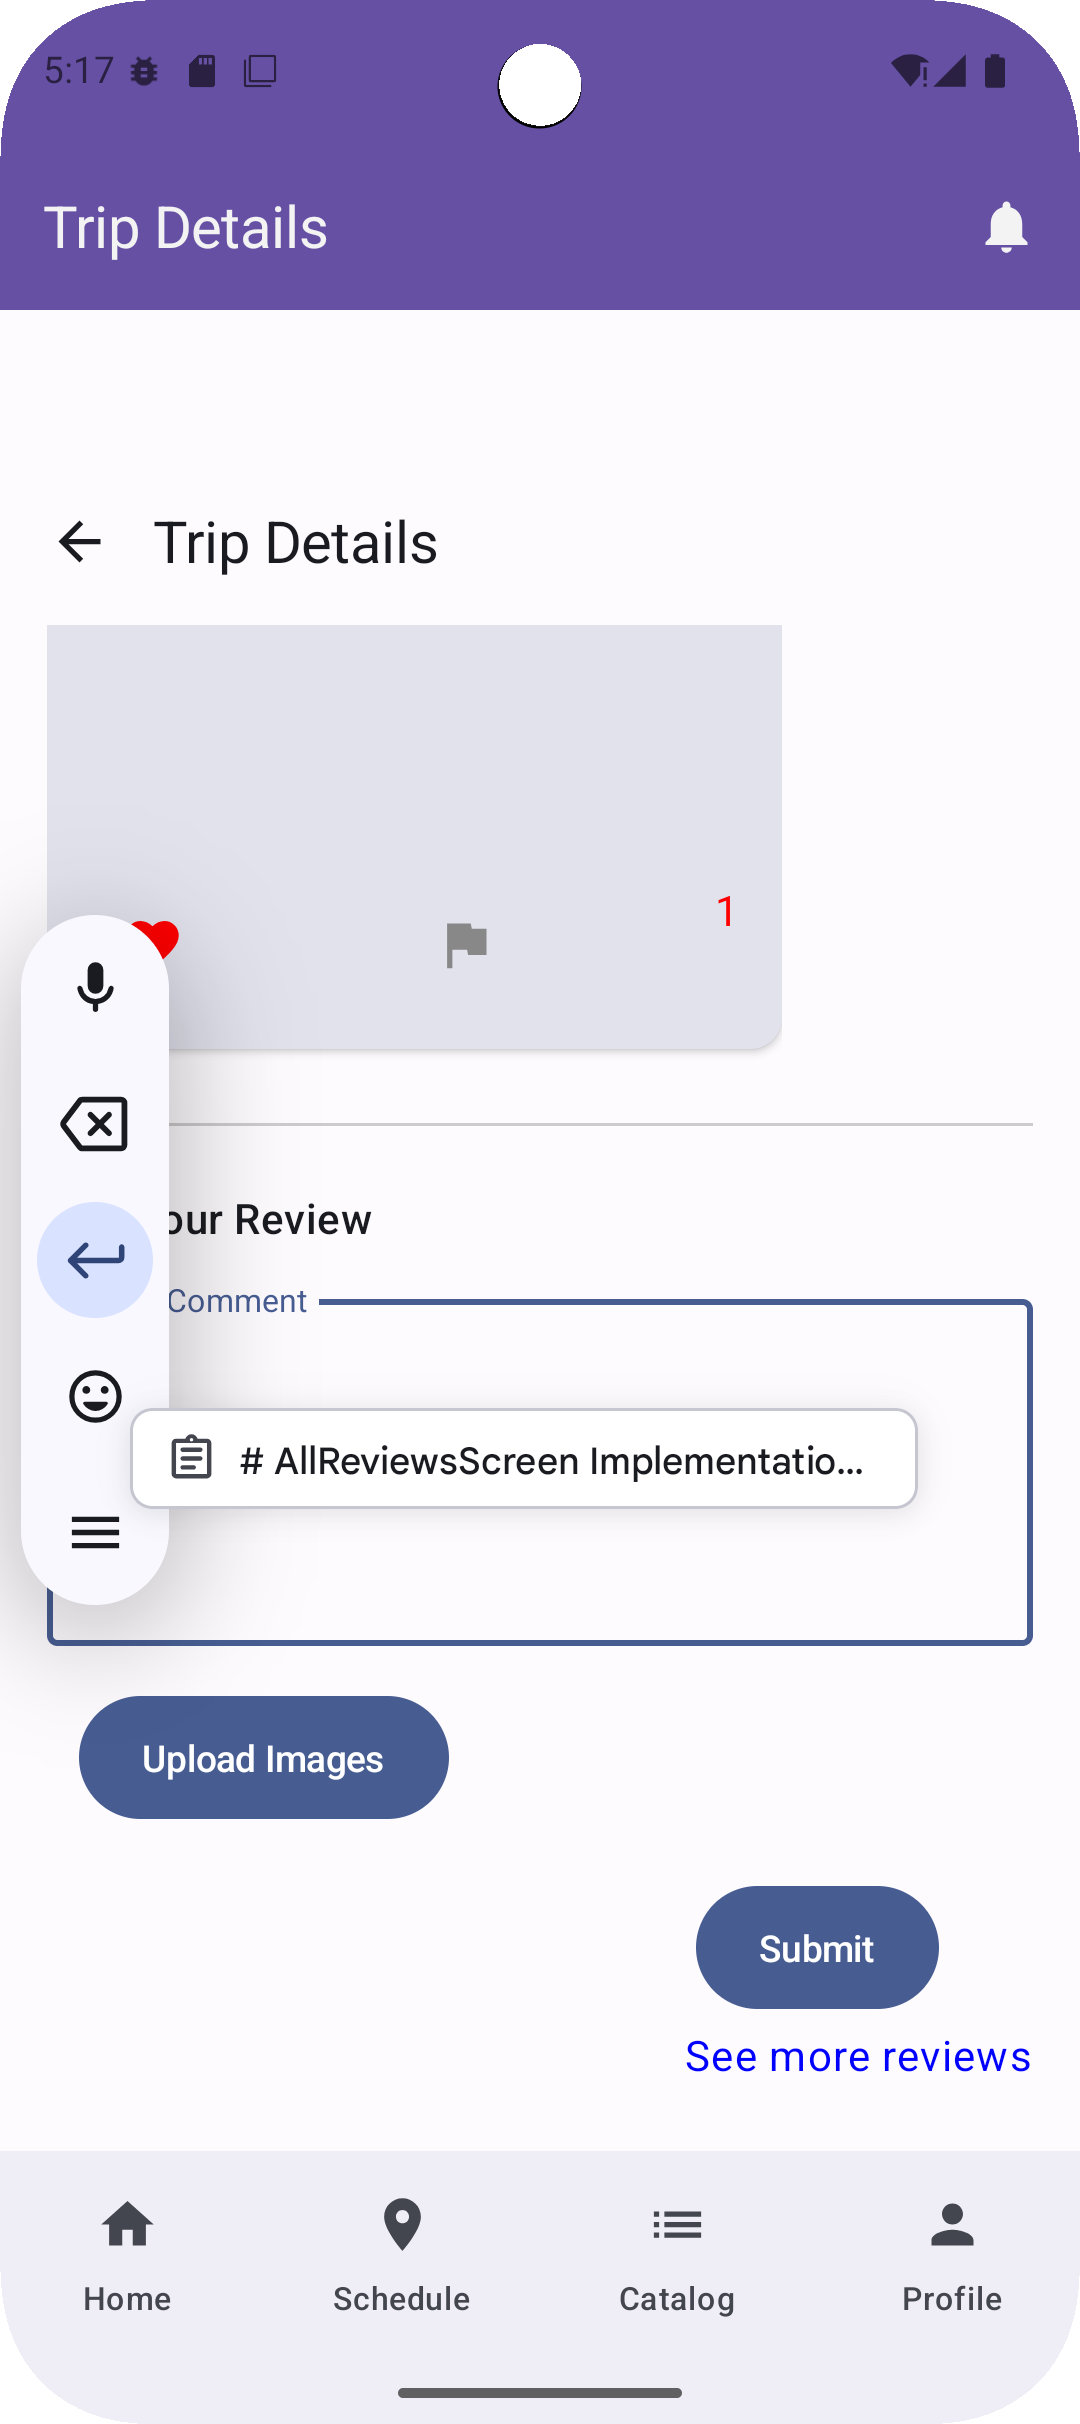 5:17
Trip Details
Trip Details
1
our Review
Comment
# AllReviewsScreen Implementatio...
Upload Images
Submit
See more reviews
Home Schedule Catalog Profile